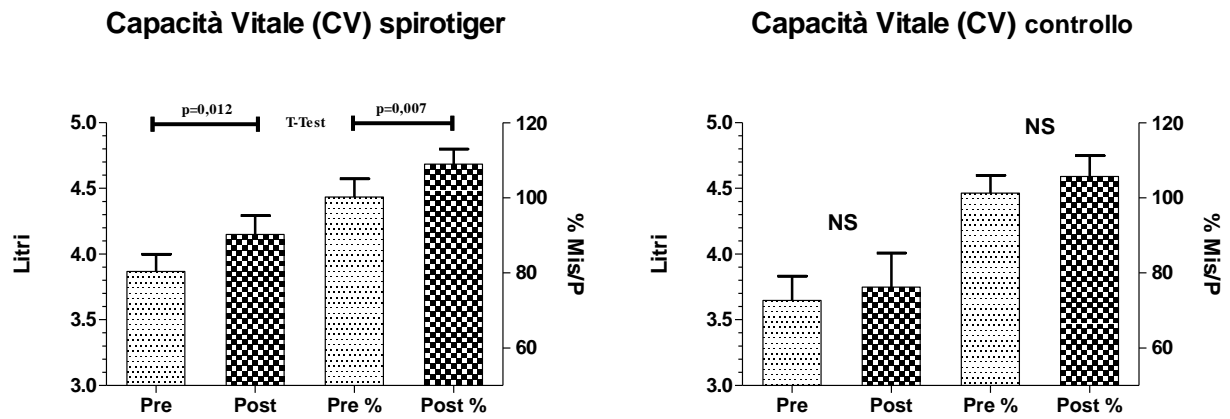 Capacità Vitale (CV) spirotiger
p=0,012
T-Test
p=0,007
5.0
4.5
4.0
3.5
3.0
Litri
120
100
80
60
% Mis/P
Pre
Post
Pre %
Post %
Capacità Vitale (CV) controllo
NS
NS
5.0
4.5
4.0
3.5
3.0
Litri
120
100
80
60
% Mis/P
Pre
Post
Pre %
Post %